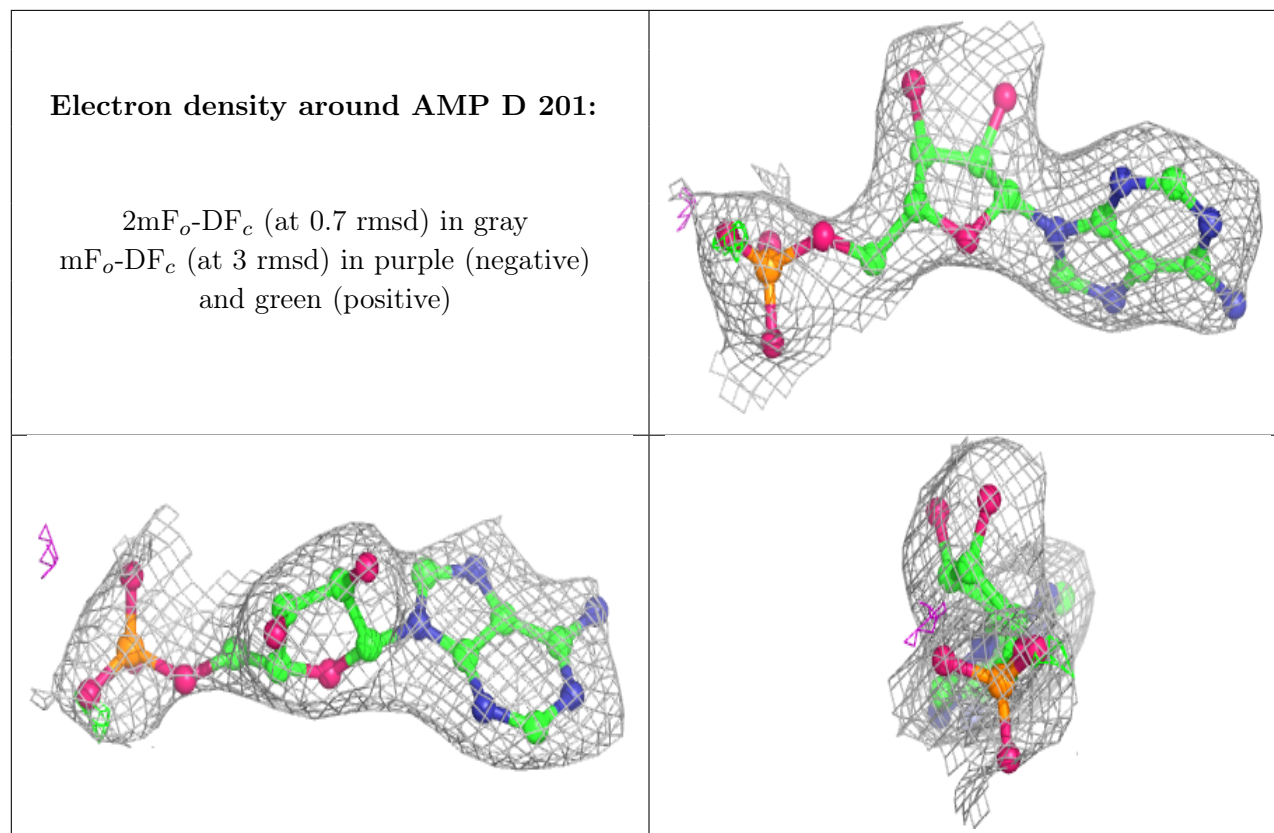 Electron density around AMP D 201:
2mFo-DFc (at 0.7 rmsd) in gray
mFo-DFc (at 3 rmsd) in purple (negative)
and green (positive)